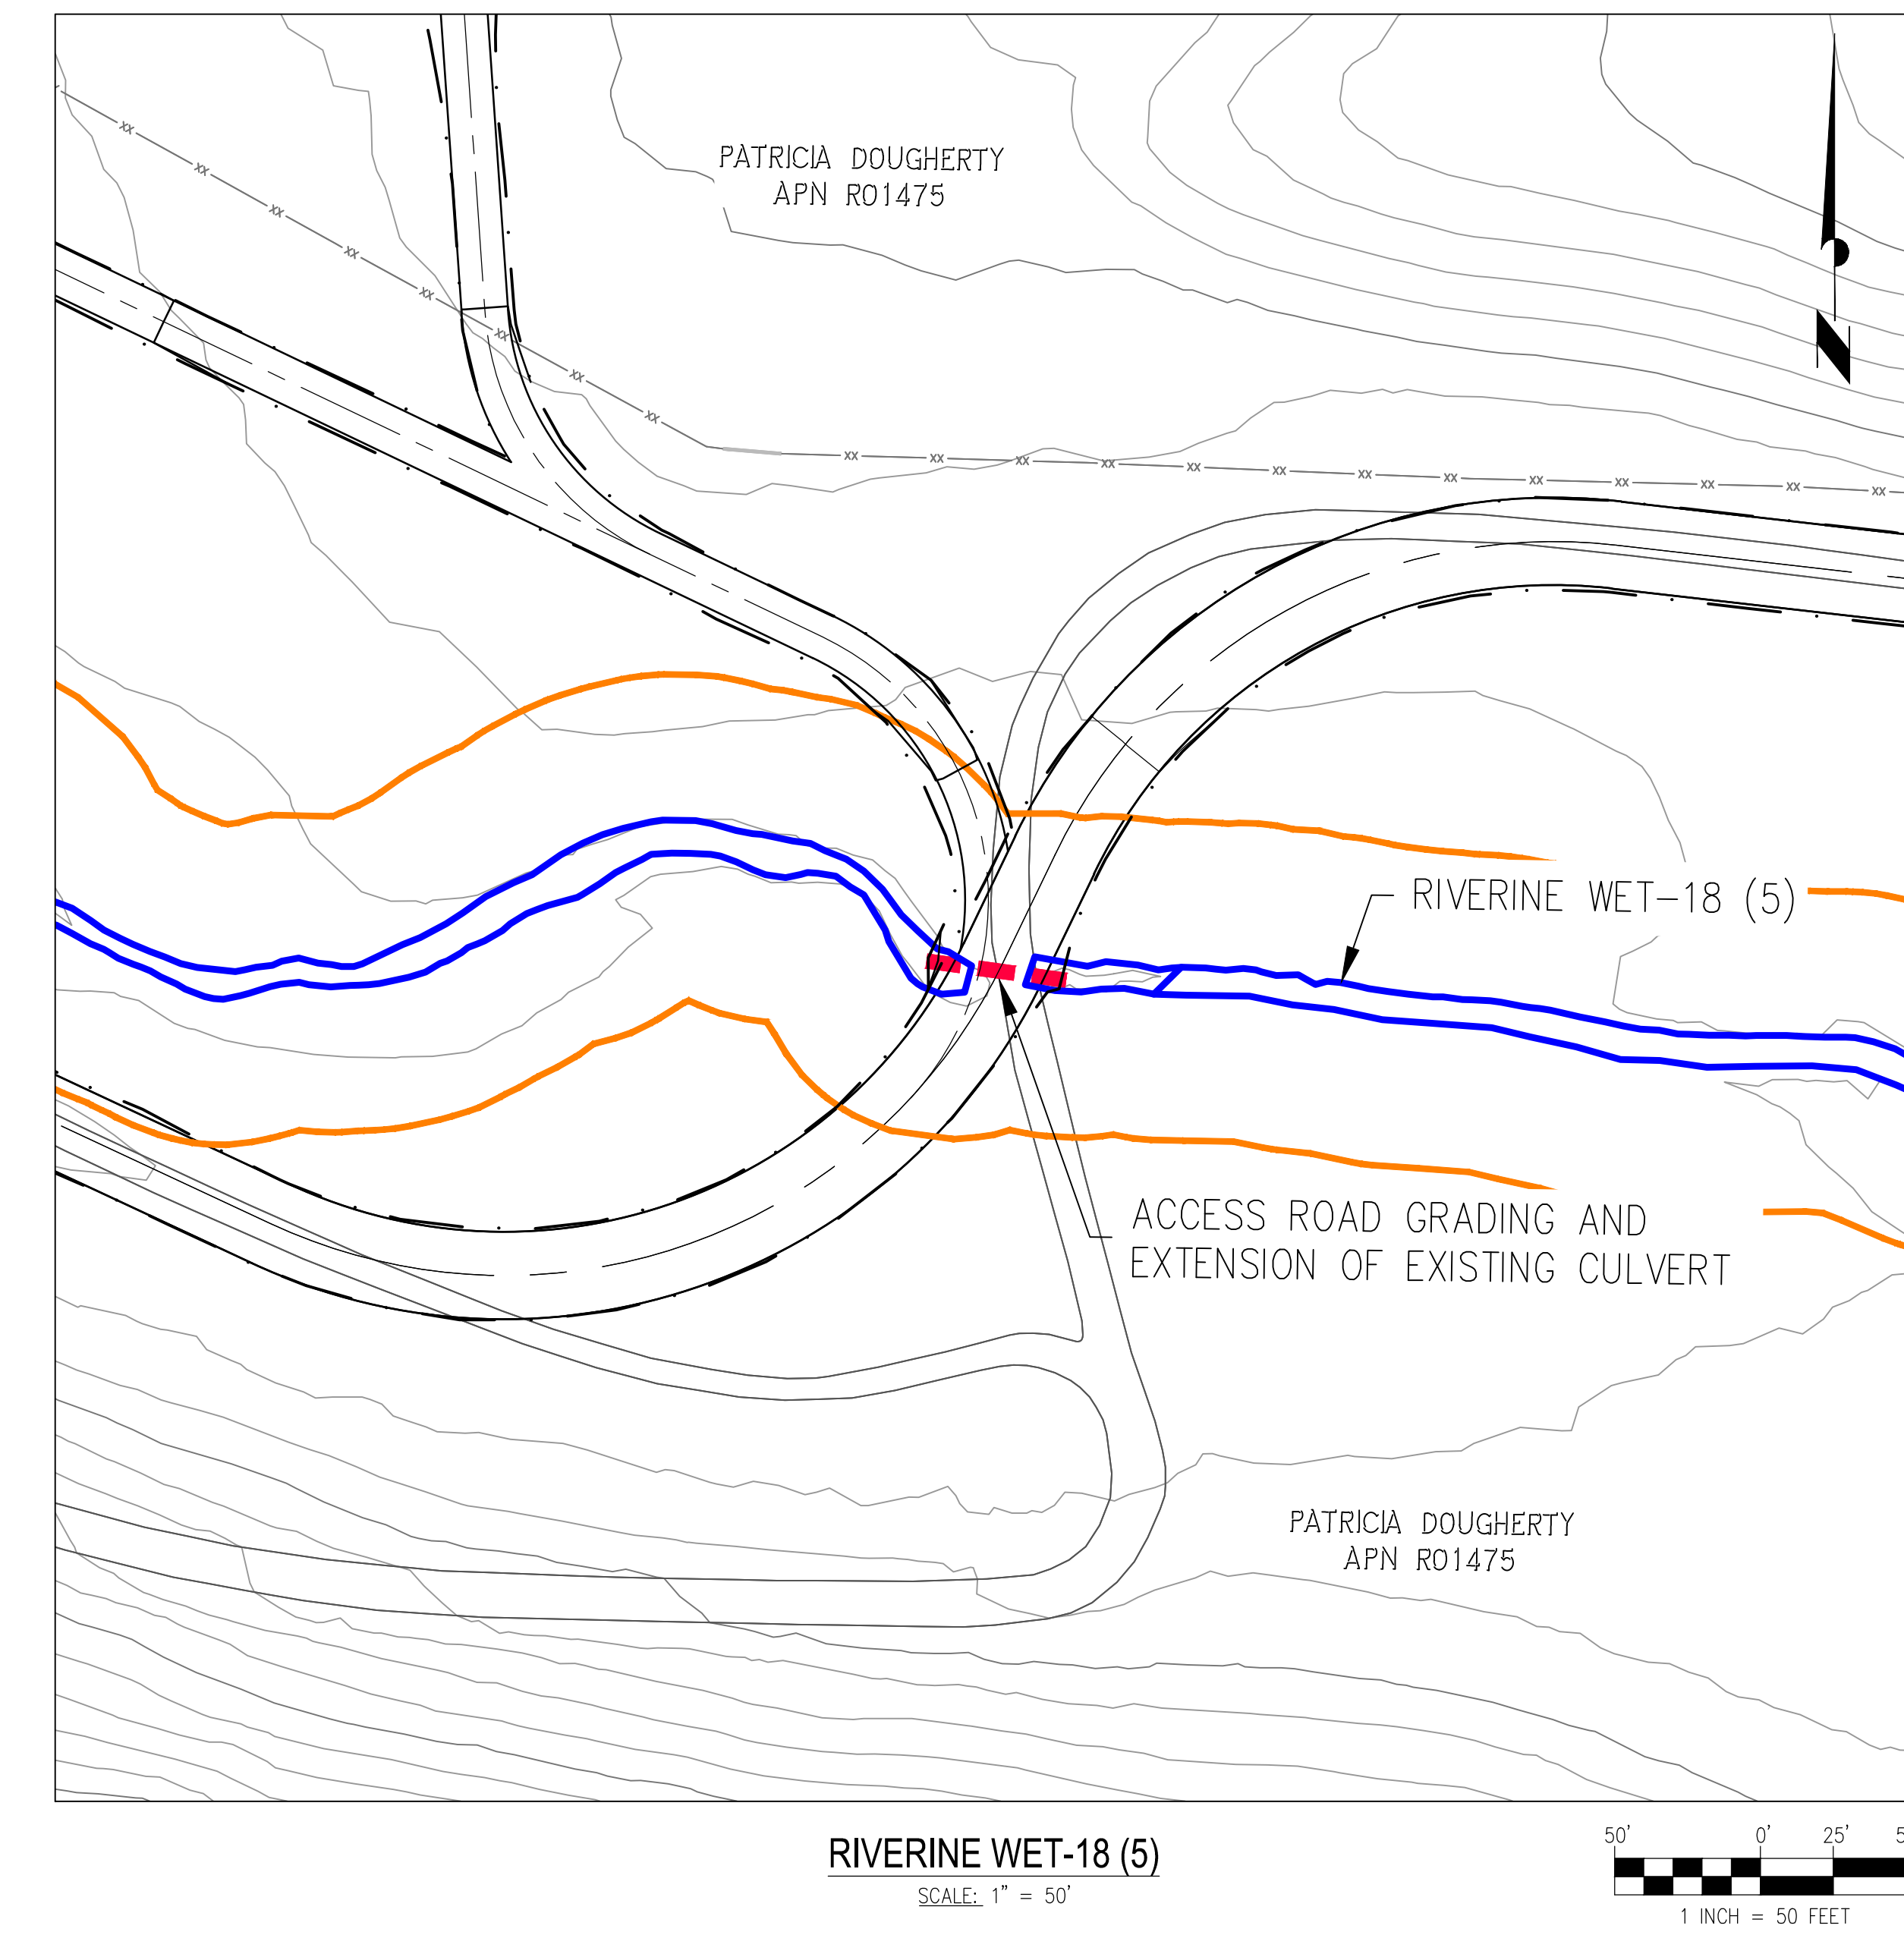 PATRICIA DOUGHERTY
APN R01475
N
RIVERINE WET-18 (5)
ACCESS ROAD GRADING AND
EXTENSION OF EXISTING CULVERT
PATRICIA DOUGHERTY
APN R01475
RIVERINE WET-18 (5)
SCALE: 1" = 50'
50' 0' 25'
1 INCH = 50 FEET